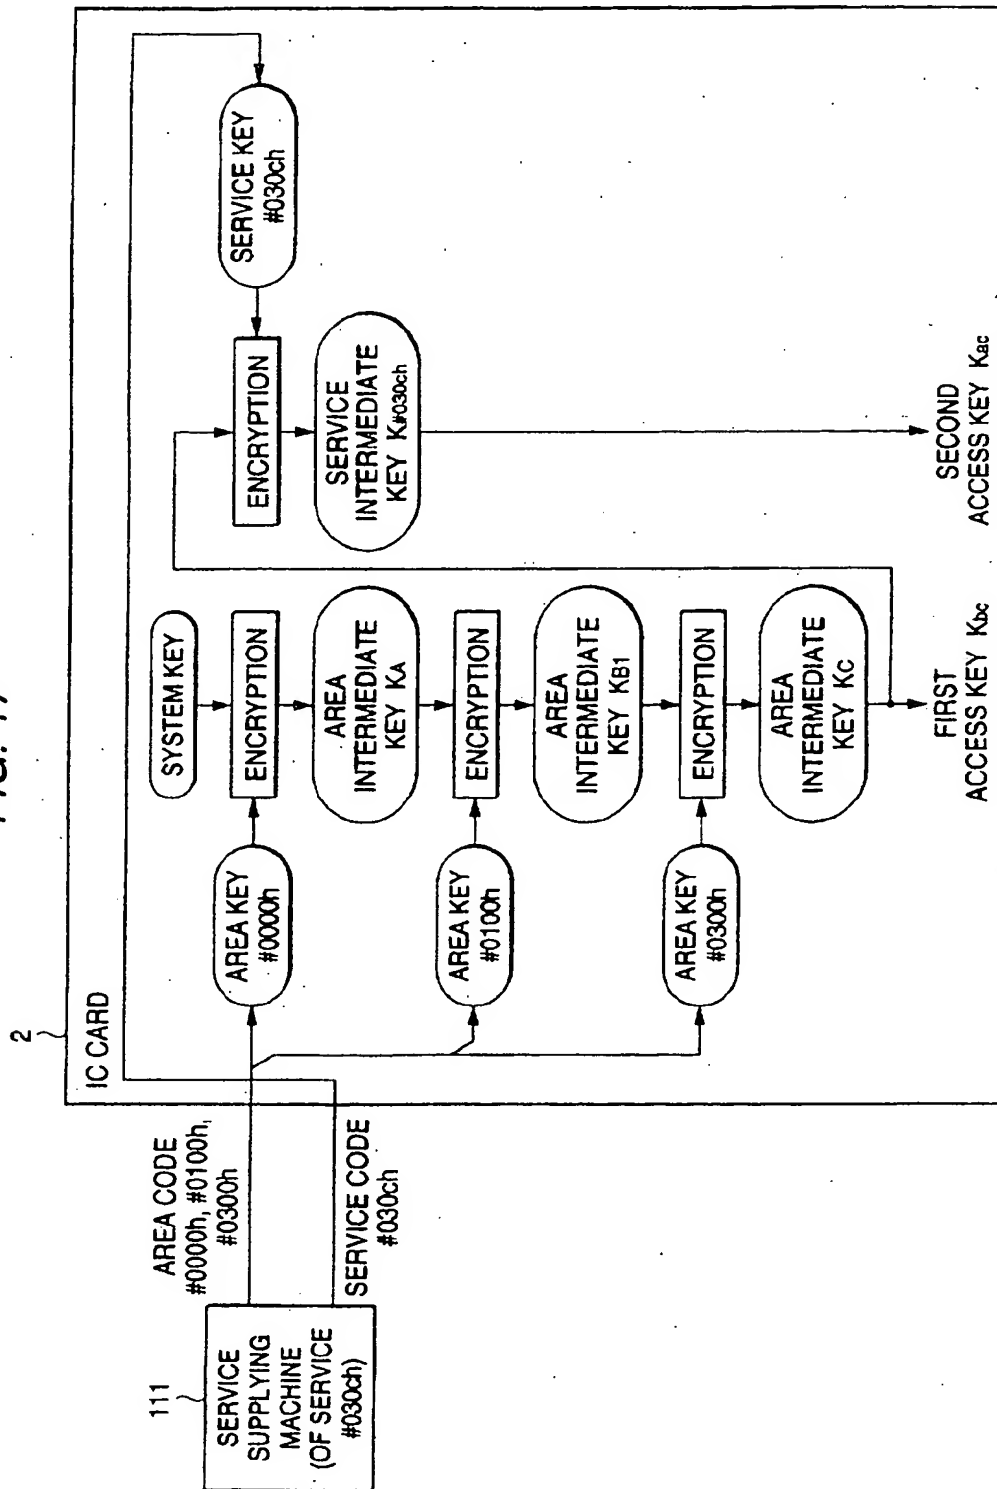 2
IC CARD
111
SERVICE
SUPPLYING
MACHINE
(OF SERVICE
#030ch)
AREA CODE
#0000h, #0100h,
#0300h
SERVICE CODE
#030ch
AREA KEY
#0000h
AREA KEY
#0100h
AREA KEY
#0300h
SYSTEM KEY
ENCRYPTION
AREA
INTERMEDIATE
KEY KA
ENCRYPTION
AREA
INTERMEDIATE
KEY KB1
ENCRYPTION
AREA
INTERMEDIATE
KEY KC
FIRST
ACCESS KEY Kbc
SERVICE KEY
#030ch
ENCRYPTION
SERVICE
INTERMEDIATE
KEY K#030ch
SECOND
ACCESS KEY Kac